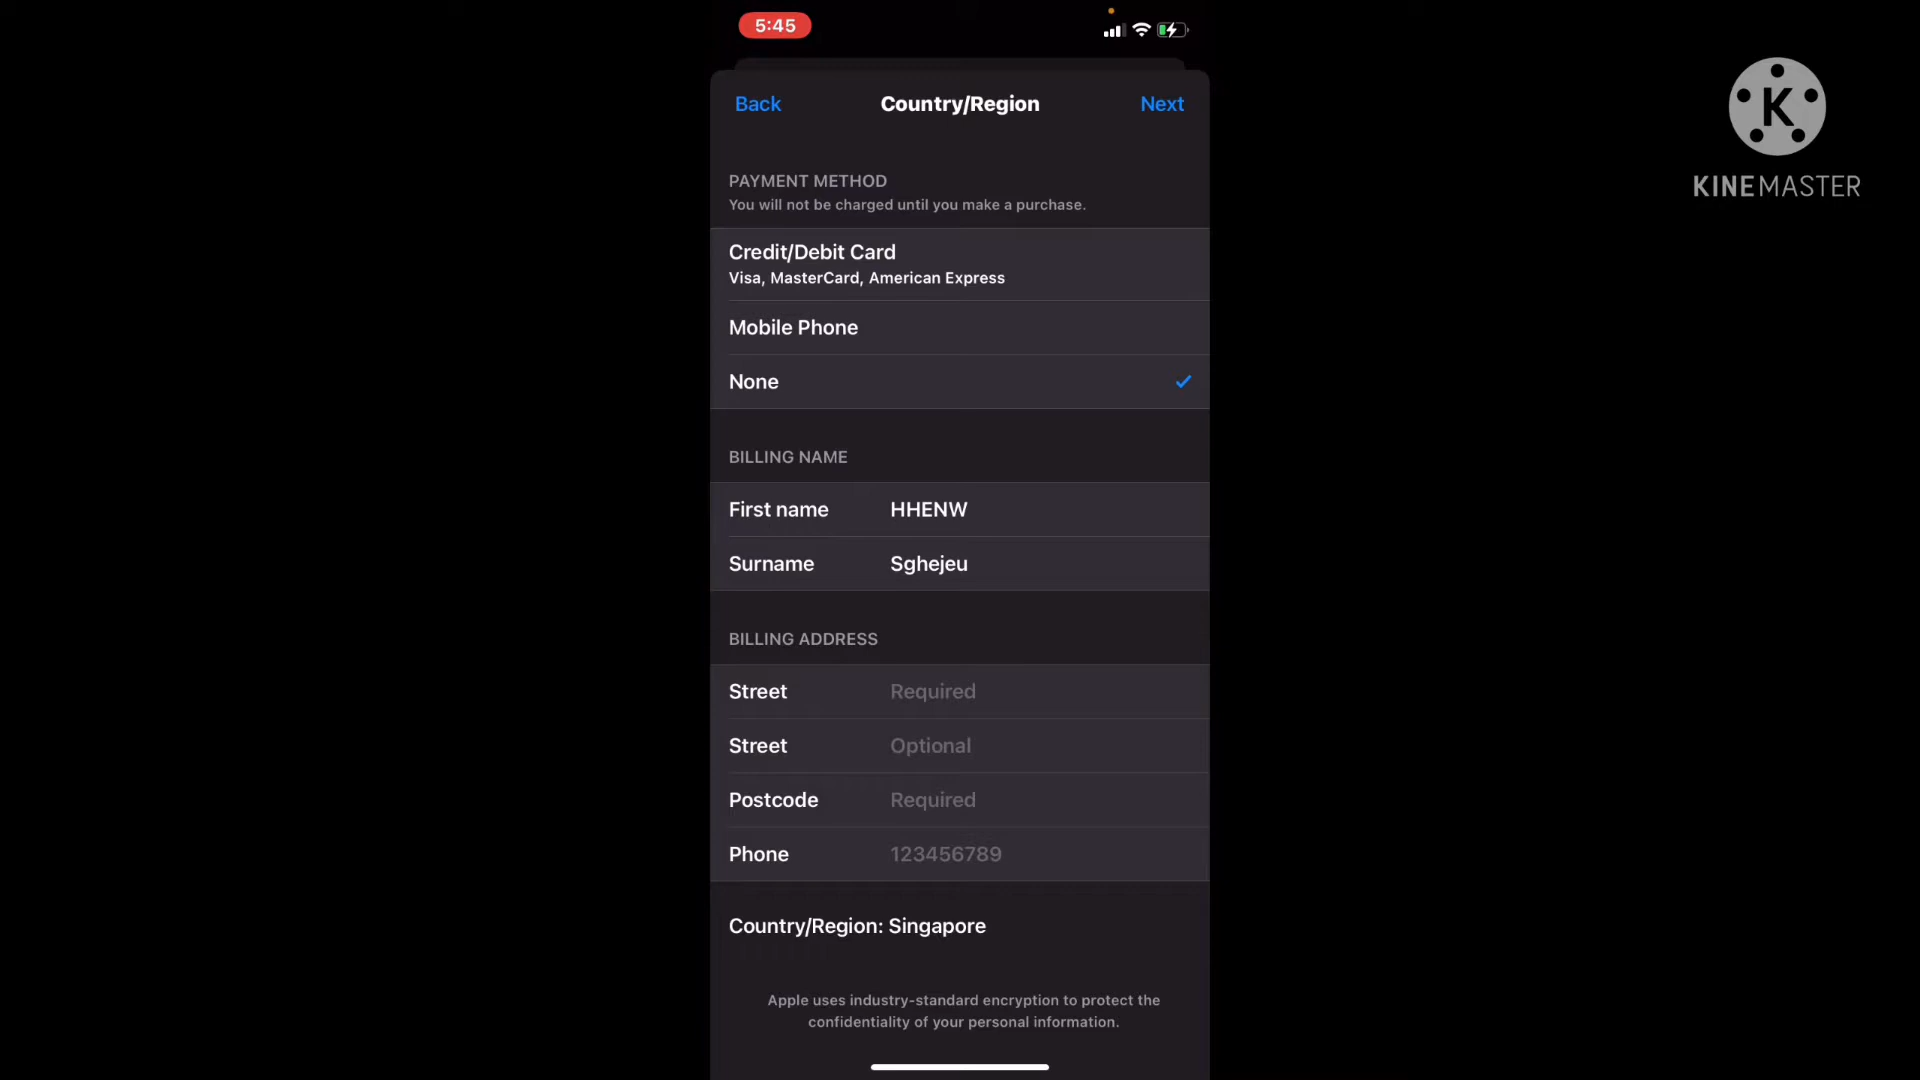 5:45
Back Country/Region Next
K
KINEMASTER
PAYMENT METHOD
You will not be charged until you make a purchase.
Credit/Debit Card
Visa, MasterCard, American Express
Mobile Phone
None
BILLING NAME
First name HHENW
Surname Sghejeu
BILLING ADDRESS
Street Required
Street Optional
Postcode Required
Phone 123456789
Country/Region: Singapore
Apple uses industry-standard encryption to protect the
confidentiality of your personal information.